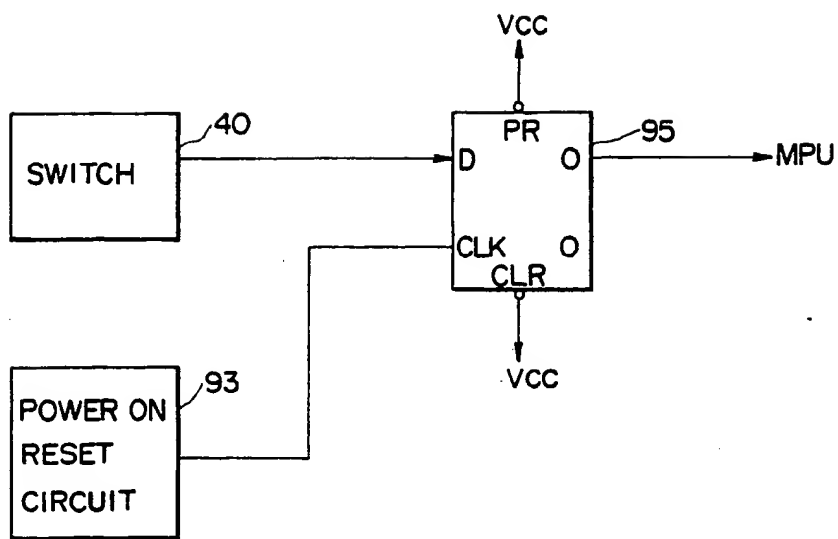 VCC
SWITCH
40
D
PR
O
95
MPU
CLK
O
CLR
VCC
POWER ON
RESET
CIRCUIT
93